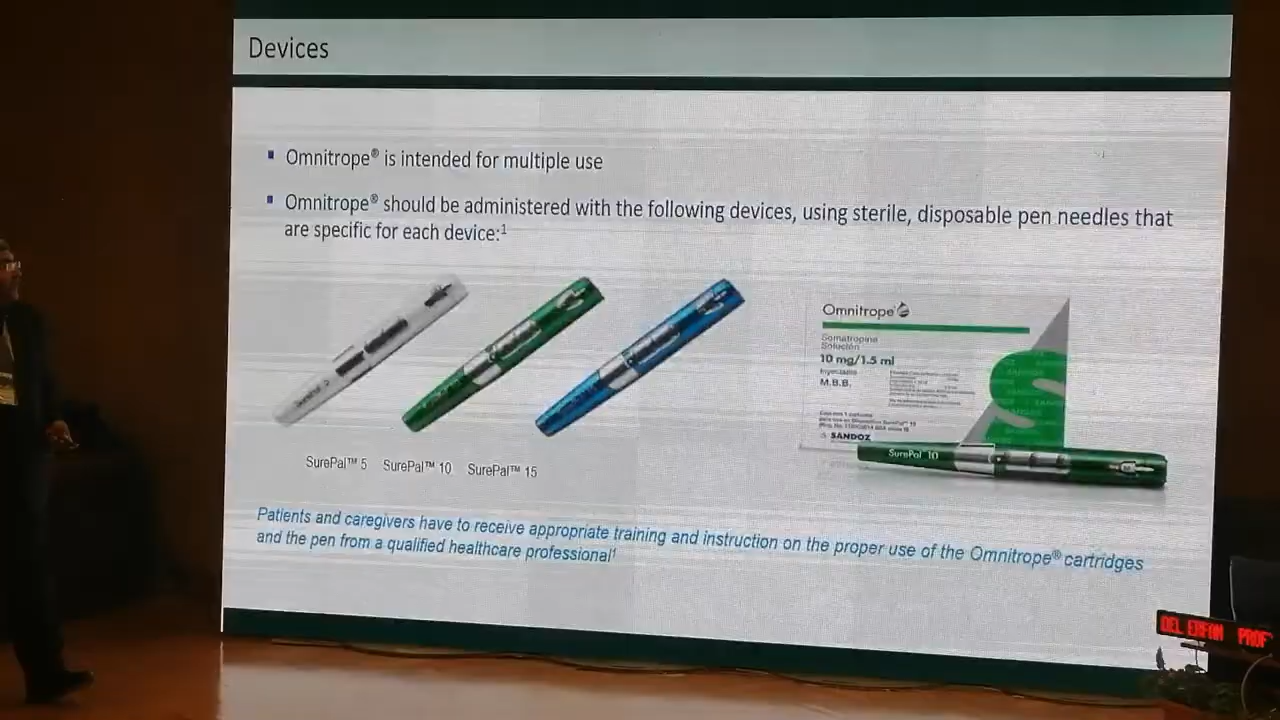 Devices
Omnitrope® is intended for multiple use
Omnitrope® should be administered with the following devices, using sterile, disposable pen needles that
are specific for each device:¹
SurePal™ 5 SurePal™ 10 SurePal™ 15
Omnitrope
Somatropina
Solución
10 mg/1.5 ml
Inyectable
M.B.B.
SANDOZ
SurePal 10
Patients and caregivers have to receive appropriate training and instruction on the proper use of the Omnitrope® cartridges
and the pen from a qualified healthcare professional¹
PROF